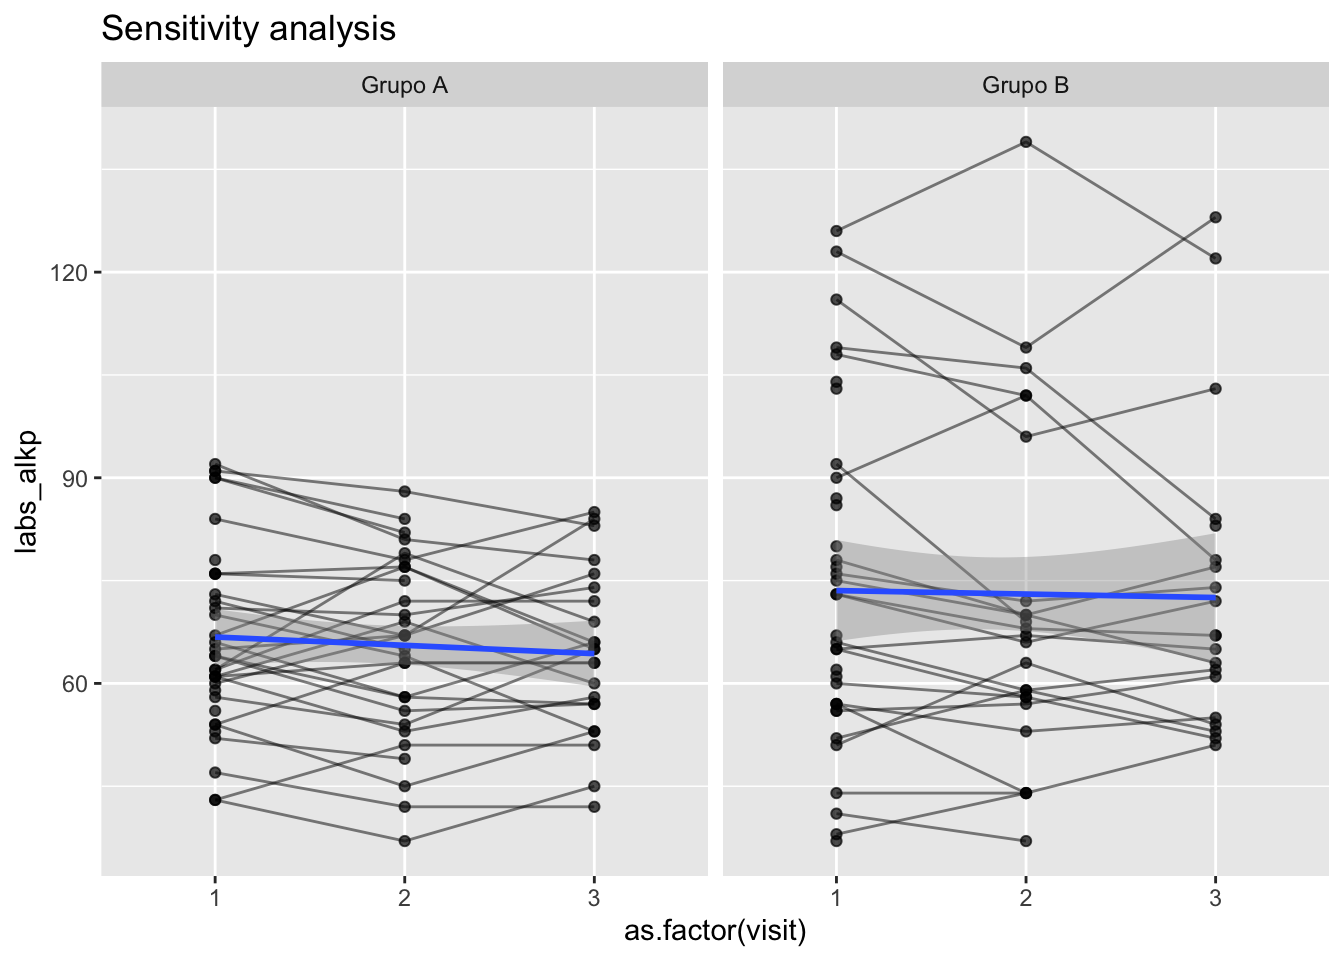 Sensitivity analysis
Grupo A
Grupo B
120
90
60
labs_alkp
1 2 3
1 2 3
as.factor(visit)